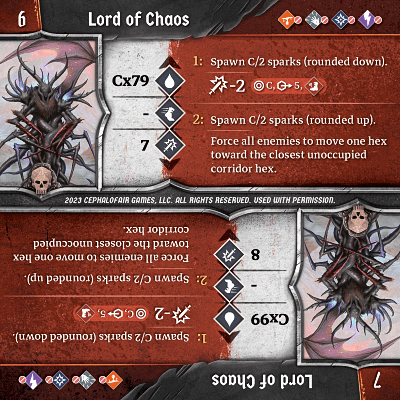 6
Lord of Chaos
Cx79
-
7
1: Spawn C/2 sparks (rounded down).
-2 C, 5,
2: Spawn C/2 sparks (rounded up).
Force all enemies to move one hex
toward the closest unoccupied
corridor hex.
2023 CEPHALOFAIR GAMES, LLC. ALL RIGHTS RESERVED. USED WITH PERMISSION.
7
Lord of Chaos
Cx99
-
8
1: Spawn C/2 sparks (rounded down).
-2 C, 5,
2: Spawn C/2 sparks (rounded up).
Force all enemies to move one hex
toward the closest unoccupied
corridor hex.